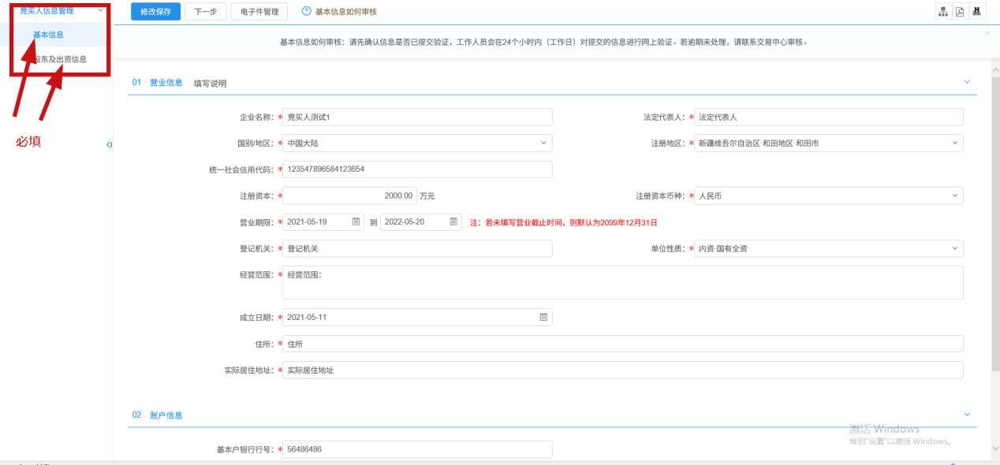 竞买人信息管理
修改保存 下一步 电子件管理 ? 基本信息如何审核
基本信息
基本信息如何审核：请先确认信息是否已提交验证，工作人员会在24个小时内（工作日）对提交的信息进行网上验证。若逾期未处理，请联系交易中心审核。
股东及出资信息
必填
01 营业信息 填写说明
企业名称：* 竞买人测试1 法定代表人：* 法定代表人
国别/地区：* 中国大陆 注册地区：* 新疆维吾尔自治区·和田地区·和田市
统一社会信用代码：* 123547896584123654
注册资本：* 2000.00 万元 注册资本币种：* 人民币
营业期限：* 2021-05-19 到 2022-05-20 注：若未填写营业截止时间，则默认为2099年12月31日
登记机关：* 登记机关 单位性质：* 内资·国有全资
经营范围：* 经营范围：
成立日期：* 2021-05-11
住所：* 住所
实际居住地址：* 实际居住地址
02 账户信息
基本户银行行号：* 56486486
激活 Windows
转到"设置"以激活 Windows。